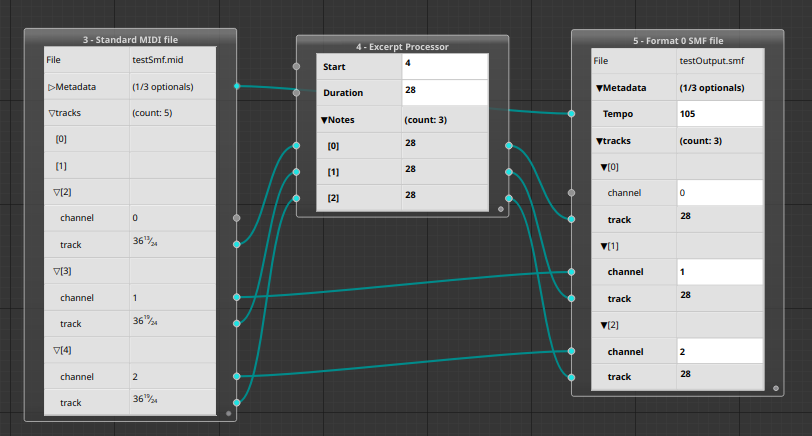 3 - Standard MIDI file
File testSmf.mid
▷Metadata (1/3 optionals)
▽tracks (count: 5)
[0]
[1]
▽[2]
channel 0
track 36 13/24
▽[3]
channel 1
track 36 19/24
▽[4]
channel 2
track 36 19/24
4 - Excerpt Processor
Start 4
Duration 28
▼Notes (count: 3)
[0] 28
[1] 28
[2] 28
5 - Format 0 SMF file
File testOutput.smf
▼Metadata (1/3 optionals)
Tempo 105
▼tracks (count: 3)
▼[0]
channel 0
track 28
▼[1]
channel 1
track 28
▼[2]
channel 2
track 28